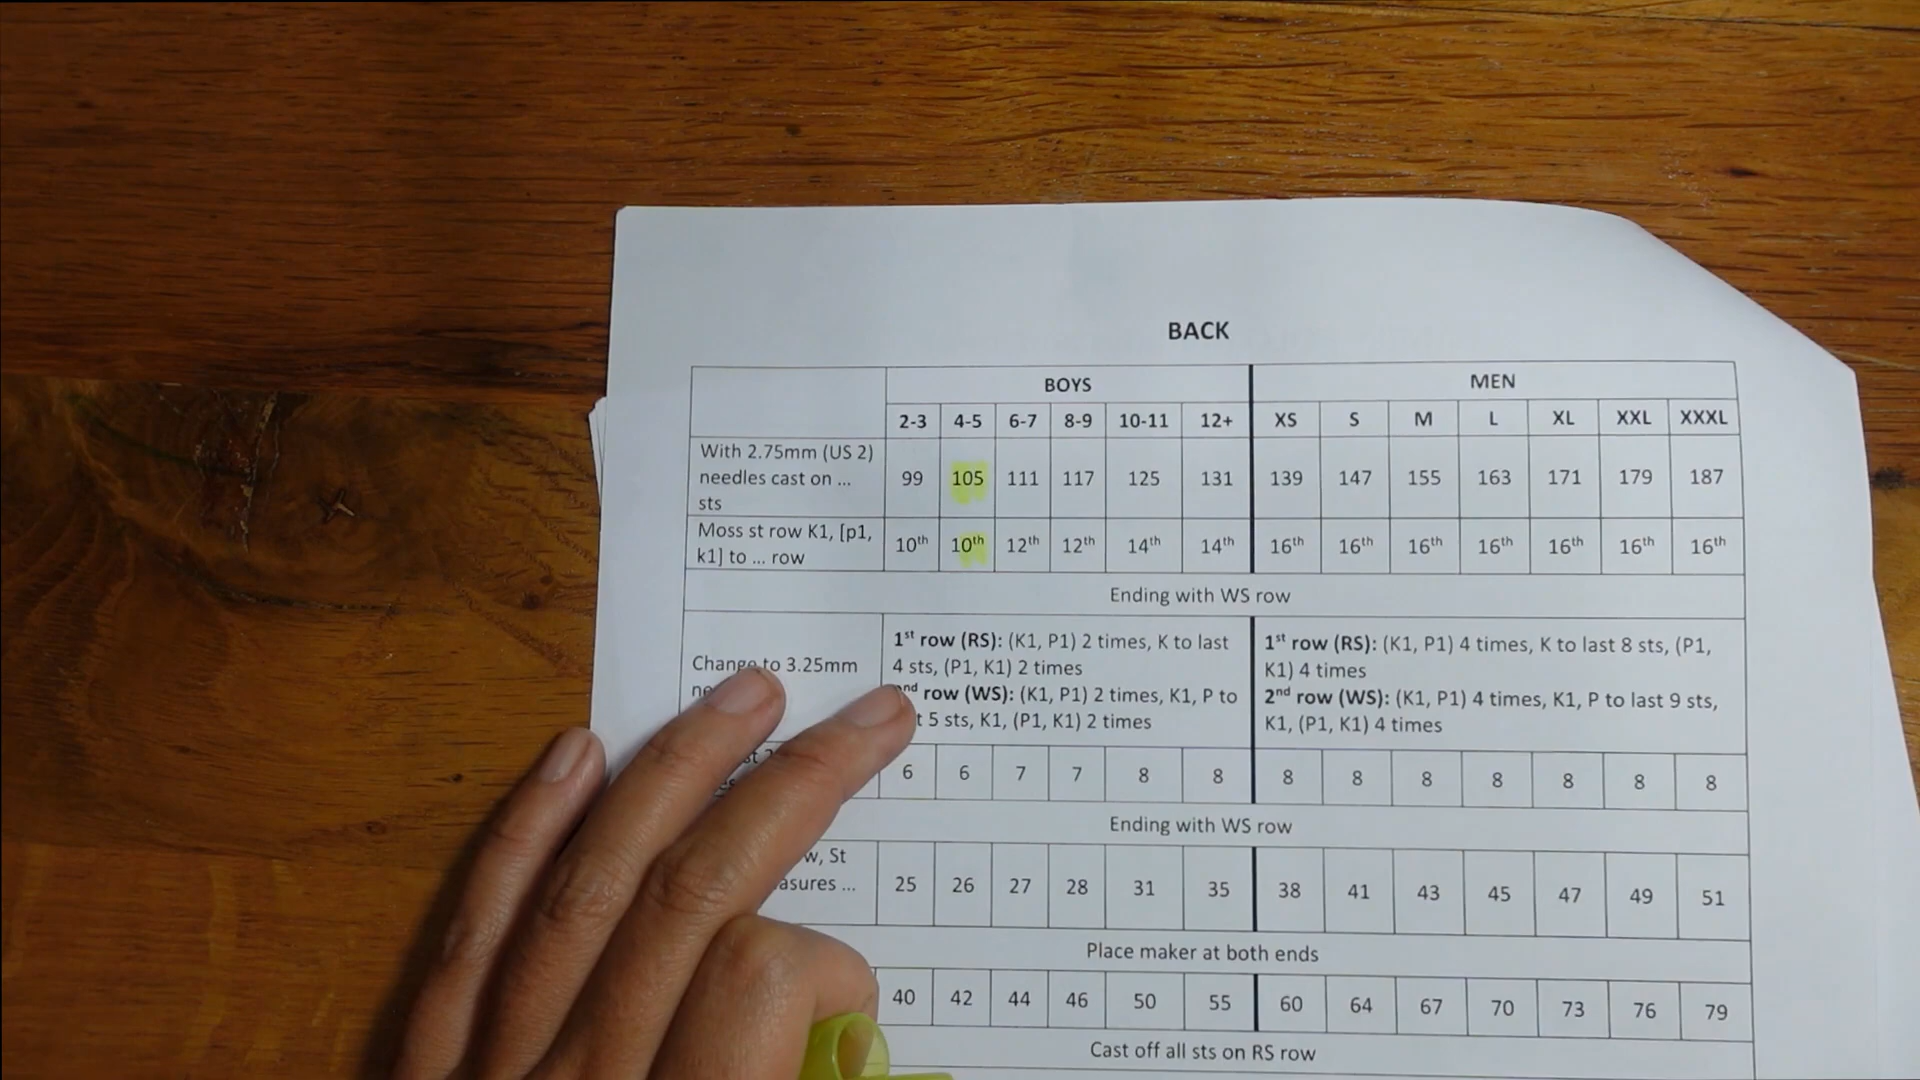 BACK
BOYS MEN
2-3 4-5 6-7 8-9 10-11 12+ XS S M L XL XXL XXXL
With 2.75mm (US 2)
needles cast on ...
sts
99 105 111 117 125 131 139 147 155 163 171 179 187
Moss st row K1, [p1,
k1] to ... row
10th 10th 12th 12th 14th 14th 16th 16th 16th 16th 16th 16th 16th
Ending with WS row
Change to 3.25mm
1st row (RS): (K1, P1) 2 times, K to last
4 sts, (P1, K1) 2 times
row (WS): (K1, P1) 2 times, K1, P to
5 sts, K1, (P1, K1) 2 times
1st row (RS): (K1, P1) 4 times, K to last 8 sts, (P1,
K1) 4 times
2nd row (WS): (K1, P1) 4 times, K1, P to last 9 sts,
K1, (P1, K1) 4 times
6 6 7 7 8 8 8 8 8 8 8 8 8
Ending with WS row
St
...
25 26 27 28 31 35 38 41 43 45 47 49 51
Place maker at both ends
40 42 44 46 50 55 60 64 67 70 73 76 79
Cast off all sts on RS row